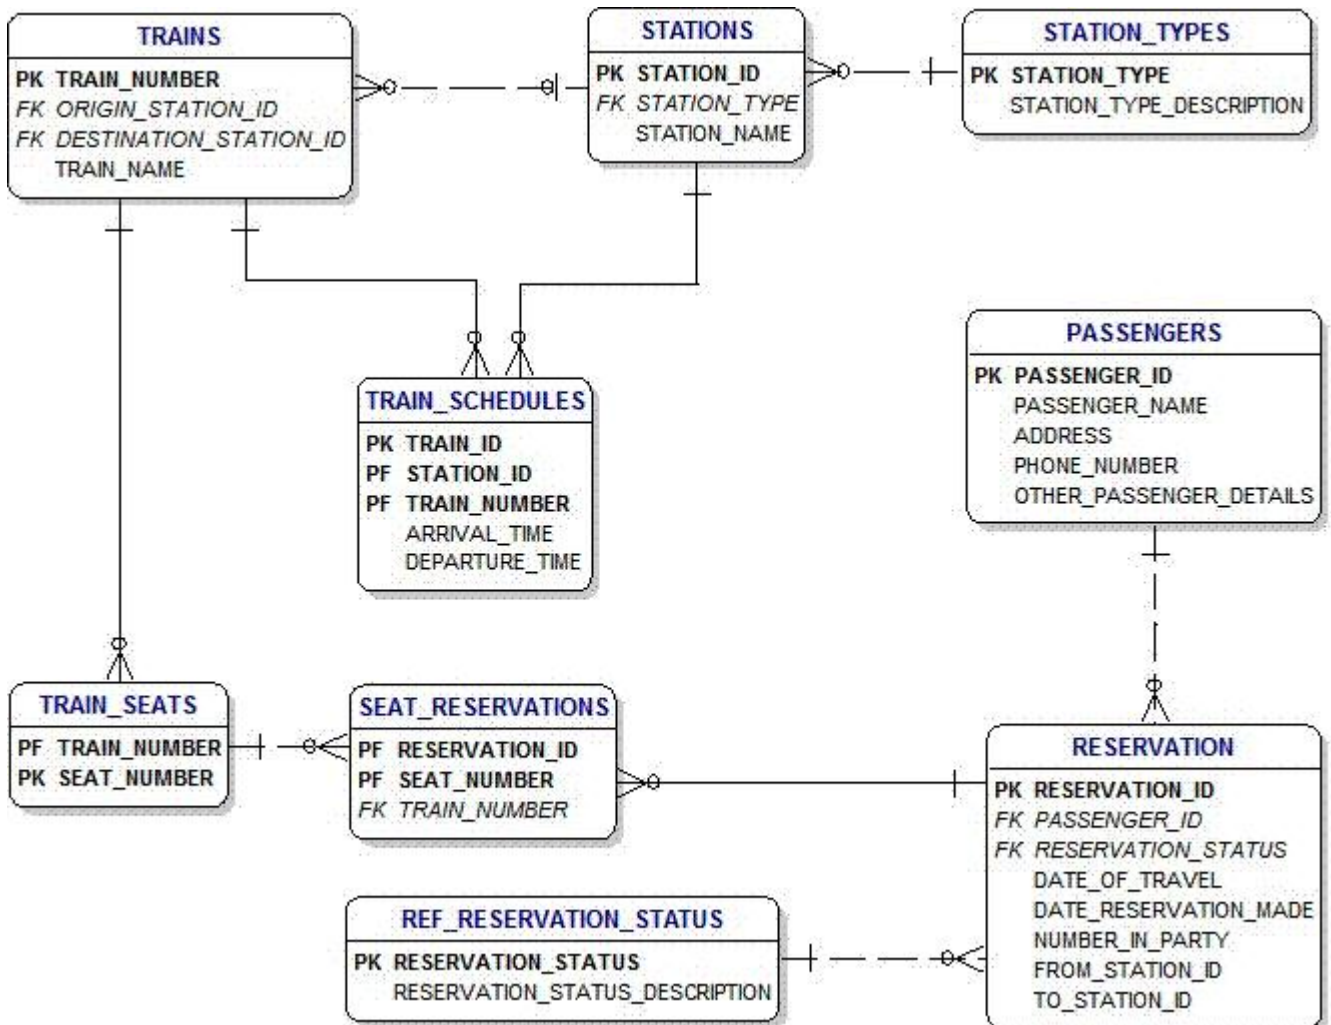 TRAINS
PK TRAIN_NUMBER
FK ORIGIN_STATION_ID
FK DESTINATION_STATION_ID
TRAIN_NAME
STATIONS
PK STATION_ID
FK STATION_TYPE
STATION_NAME
STATION_TYPES
PK STATION_TYPE
STATION_TYPE_DESCRIPTION
TRAIN_SCHEDULES
PK TRAIN_ID
PF STATION_ID
PF TRAIN_NUMBER
ARRIVAL_TIME
DEPARTURE_TIME
PASSENGERS
PK PASSENGER_ID
PASSENGER_NAME
ADDRESS
PHONE_NUMBER
OTHER_PASSENGER_DETAILS
TRAIN_SEATS
PF TRAIN_NUMBER
PK SEAT_NUMBER
SEAT_RESERVATIONS
PF RESERVATION_ID
PF SEAT_NUMBER
FK TRAIN_NUMBER
RESERVATION
PK RESERVATION_ID
FK PASSENGER_ID
FK RESERVATION_STATUS
DATE_OF_TRAVEL
DATE_RESERVATION_MADE
NUMBER_IN_PARTY
FROM_STATION_ID
TO_STATION_ID
REF_RESERVATION_STATUS
PK RESERVATION_STATUS
RESERVATION_STATUS_DESCRIPTION